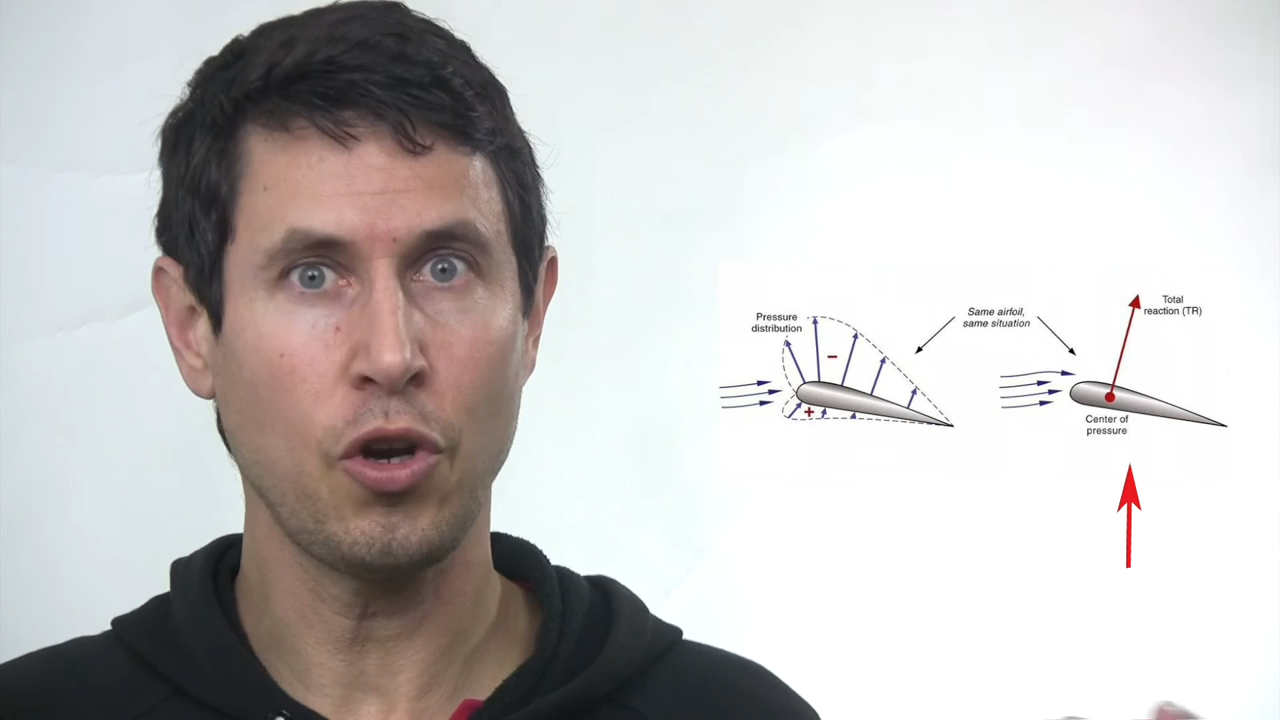 Pressure
distribution
Same airfoil,
same situation
Total
reaction (TR)
−
+
Center of
pressure